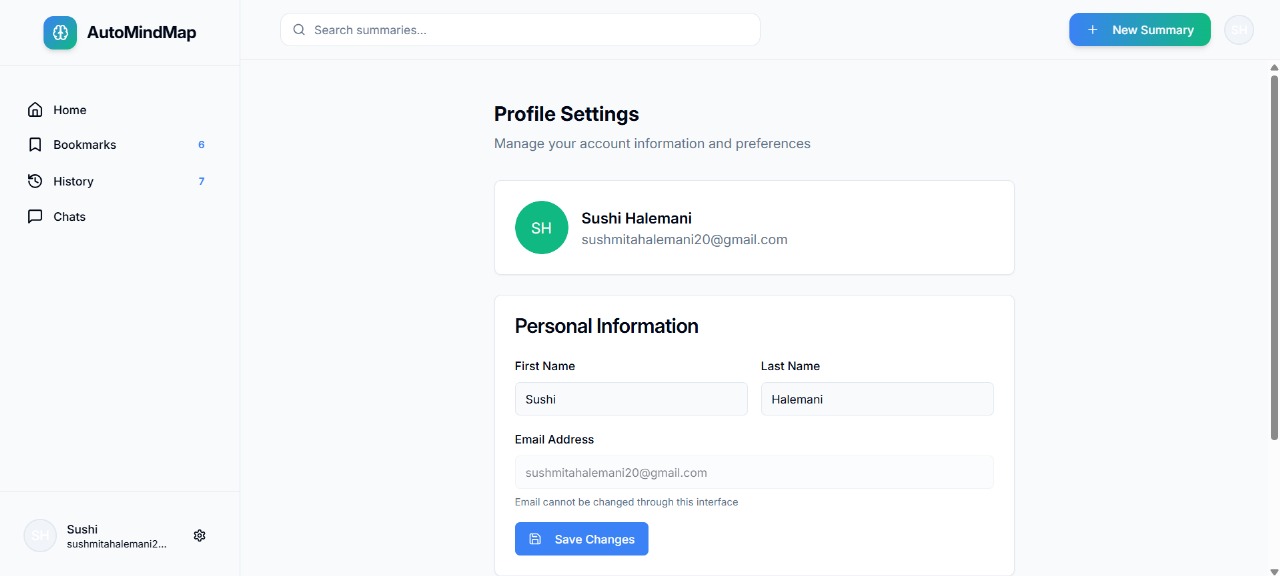 AutoMindMap
Search summaries...
New Summary
SH
Home
Bookmarks 6
History 7
Chats
Profile Settings
Manage your account information and preferences
SH
Sushi Halemani
sushmitahalemani20@gmail.com
Personal Information
First Name Last Name
Sushi Halemani
Email Address
sushmitahalemani20@gmail.com
Email cannot be changed through this interface
Save Changes
SH
Sushi
sushmitahalemani2...